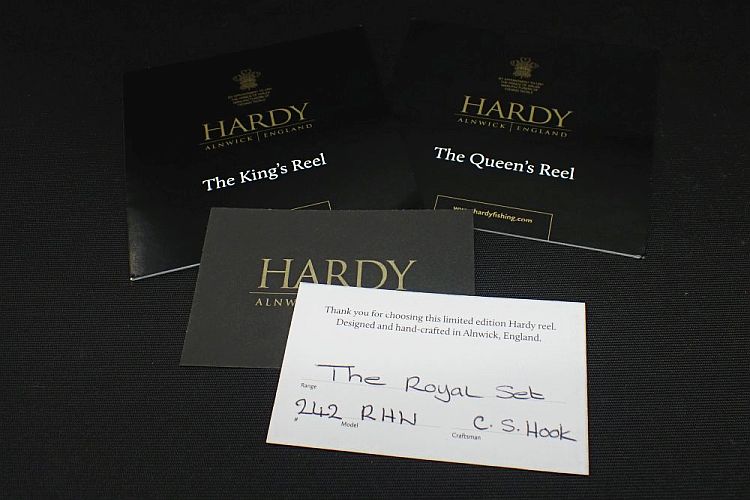 HARDY
ALNWICK | ENGLAND
The King's Reel
HARDY
ALNWICK | ENGLAND
The Queen's Reel
www.hardyfishing.com
HARDY
ALNW
Thank you for choosing this limited edition Hardy reel.
Designed and hand-crafted in Alnwick, England.
Range The Royal Set
# 242 Model RHW Craftsman C. S. Hook